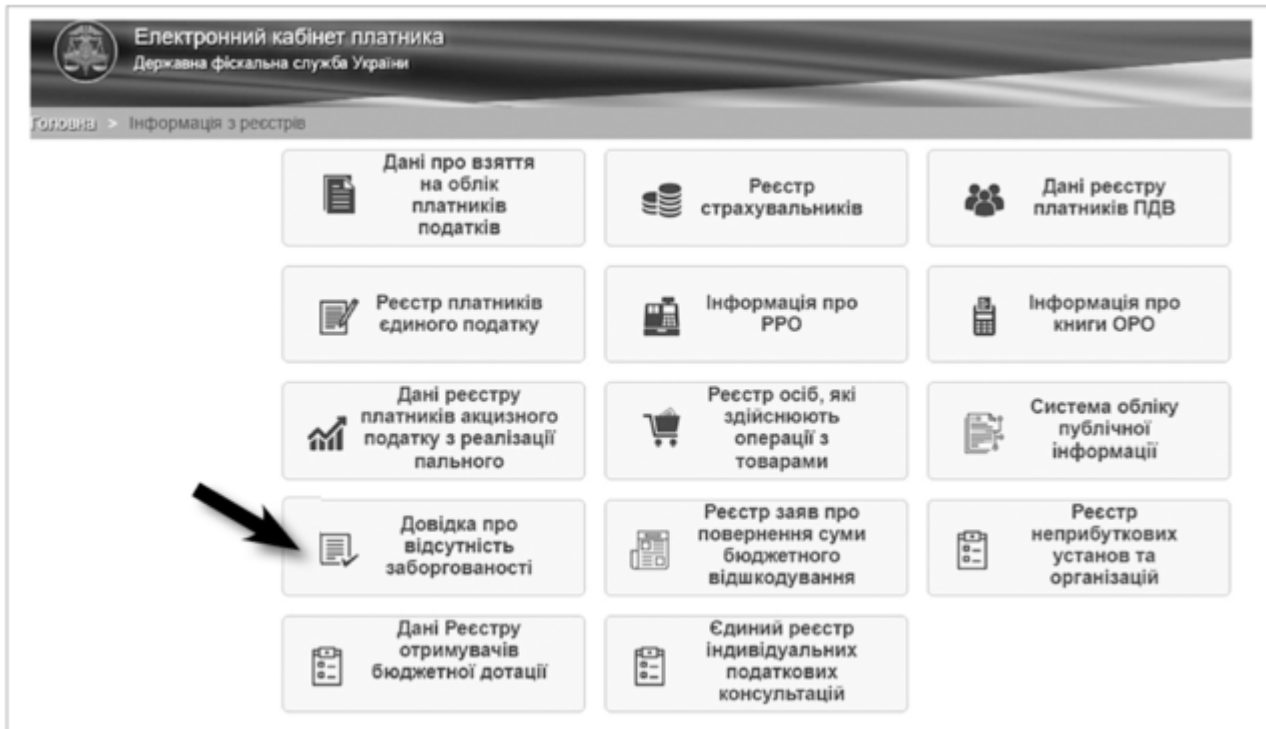 Електронний кабінет платника
Державна фіскальна служба України
Головна > Інформація з реєстрів
Дані про взяття
на облік
платників
податків
Реєстр
страхувальників
Дані реєстру
платників ПДВ
Реєстр платників
єдиного податку
Інформація про
РРО
Інформація про
книги ОРО
Дані реєстру
платників акцизного
податку з реалізації
пального
Реєстр осіб, які
здійснюють
операції з
товарами
Система обліку
публічної
інформації
Довідка про
відсутність
заборгованості
Реєстр заяв про
повернення суми
бюджетного
відшкодування
Реєстр
неприбуткових
установ та
організацій
Дані Реєстру
отримувачів
бюджетної дотації
Єдиний реєстр
індивідуальних
податкових
консультацій